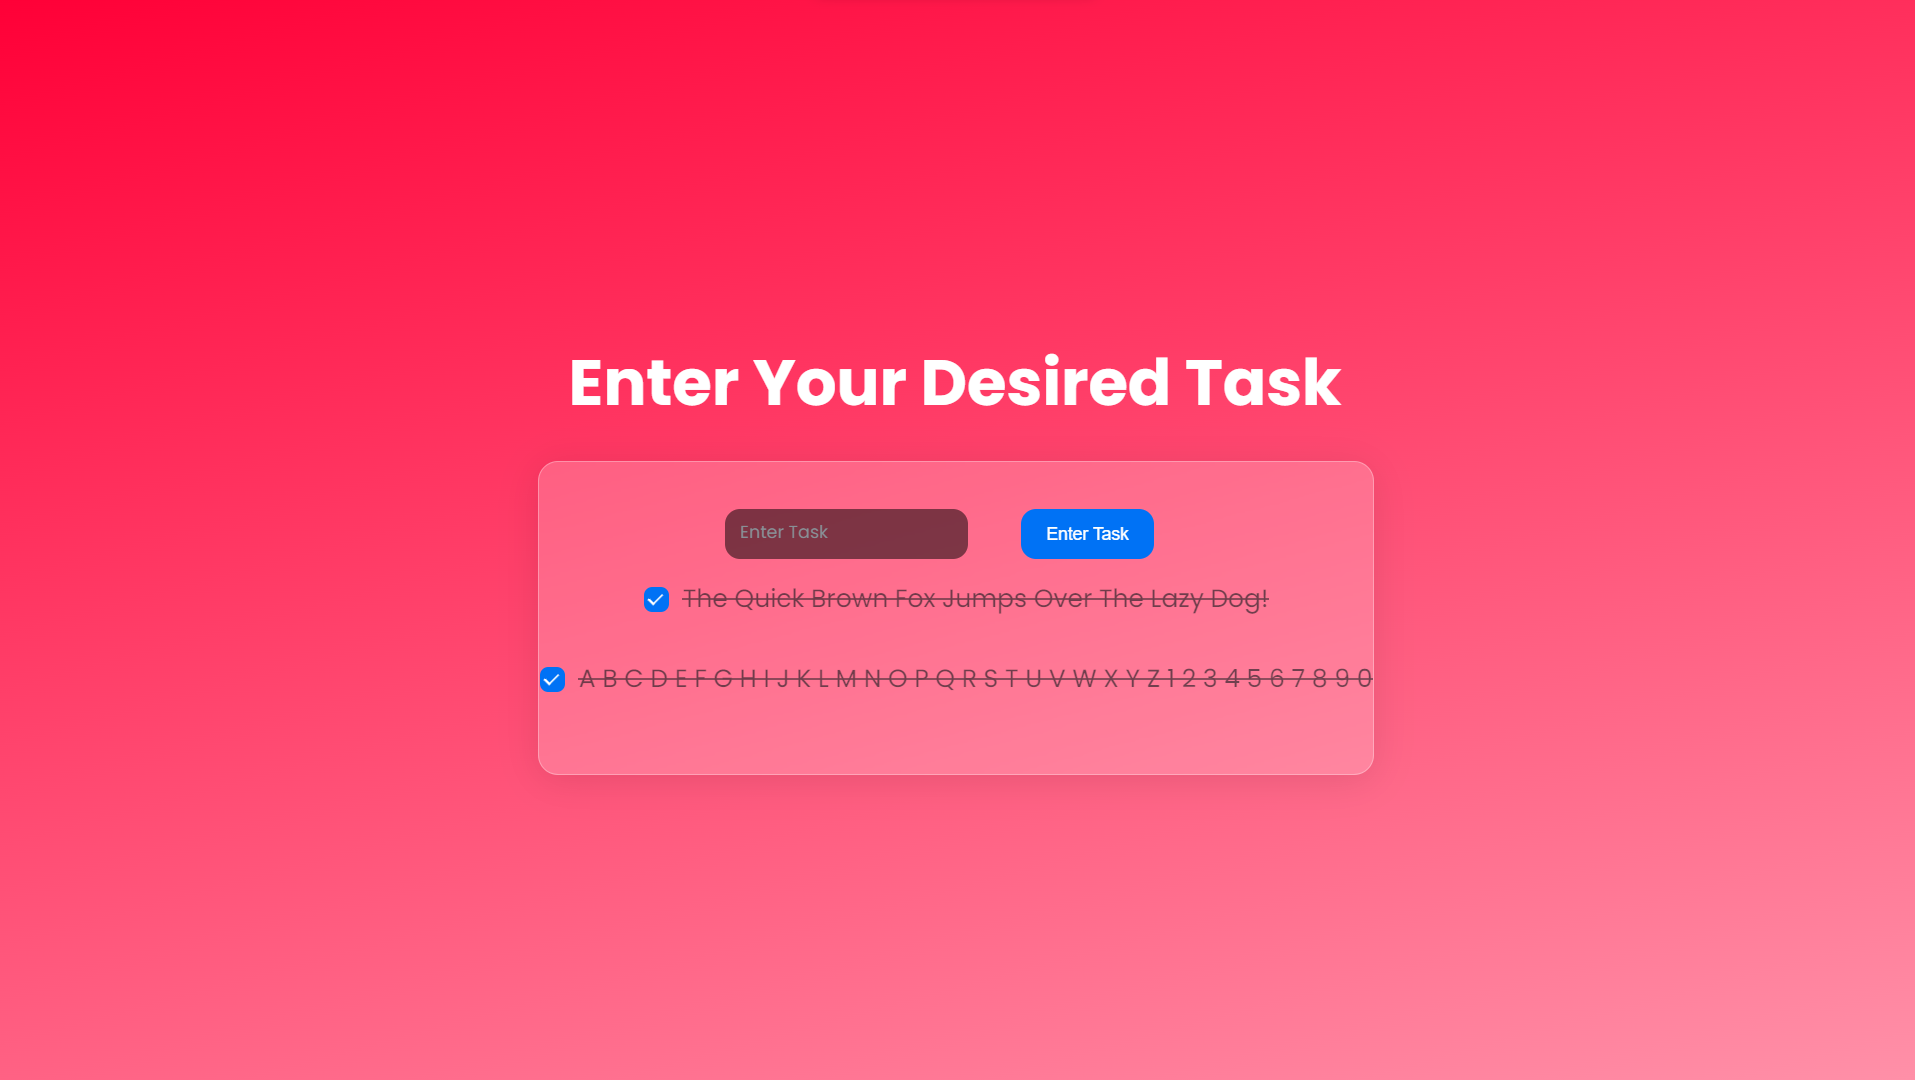 Enter Your Desired Task
Enter Task
Enter Task
The Quick Brown Fox Jumps Over The Lazy Dog!
A B C D E F G H I J K L M N O P Q R S T U V W X Y Z 1 2 3 4 5 6 7 8 9 0